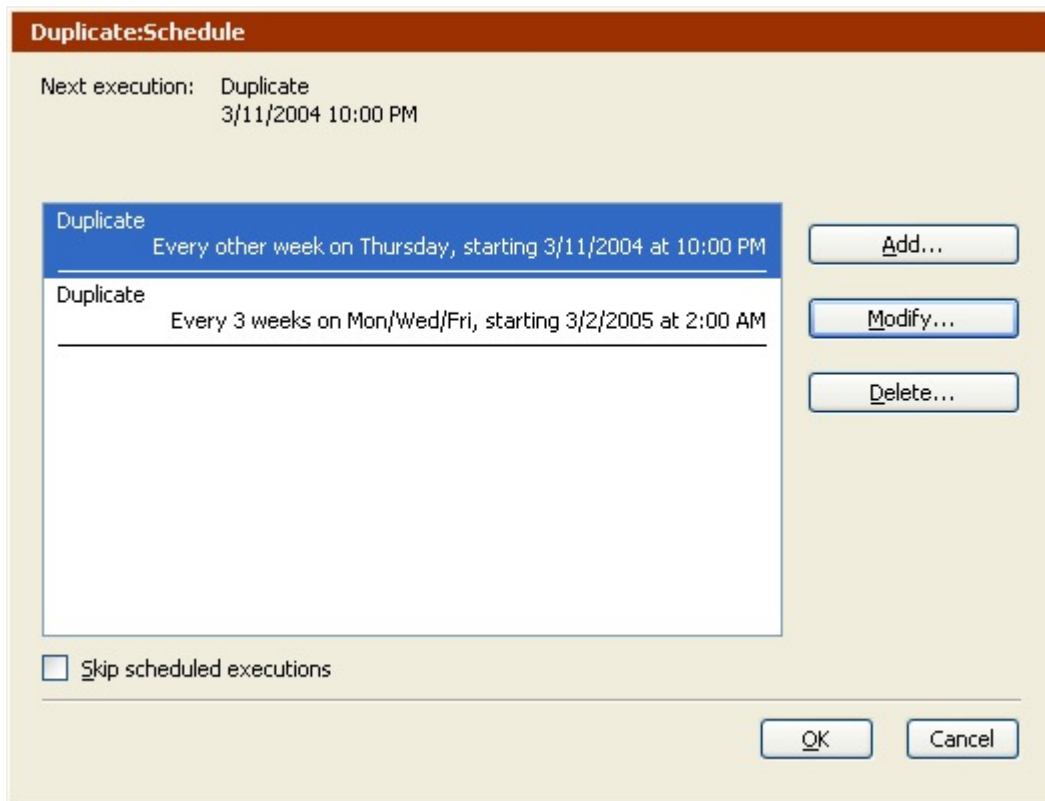 Duplicate:Schedule
Next execution: Duplicate
3/11/2004 10:00 PM
Duplicate
Every other week on Thursday, starting 3/11/2004 at 10:00 PM
Duplicate
Every 3 weeks on Mon/Wed/Fri, starting 3/2/2005 at 2:00 AM
Add...
Modify...
Delete...
Skip scheduled executions
OK Cancel